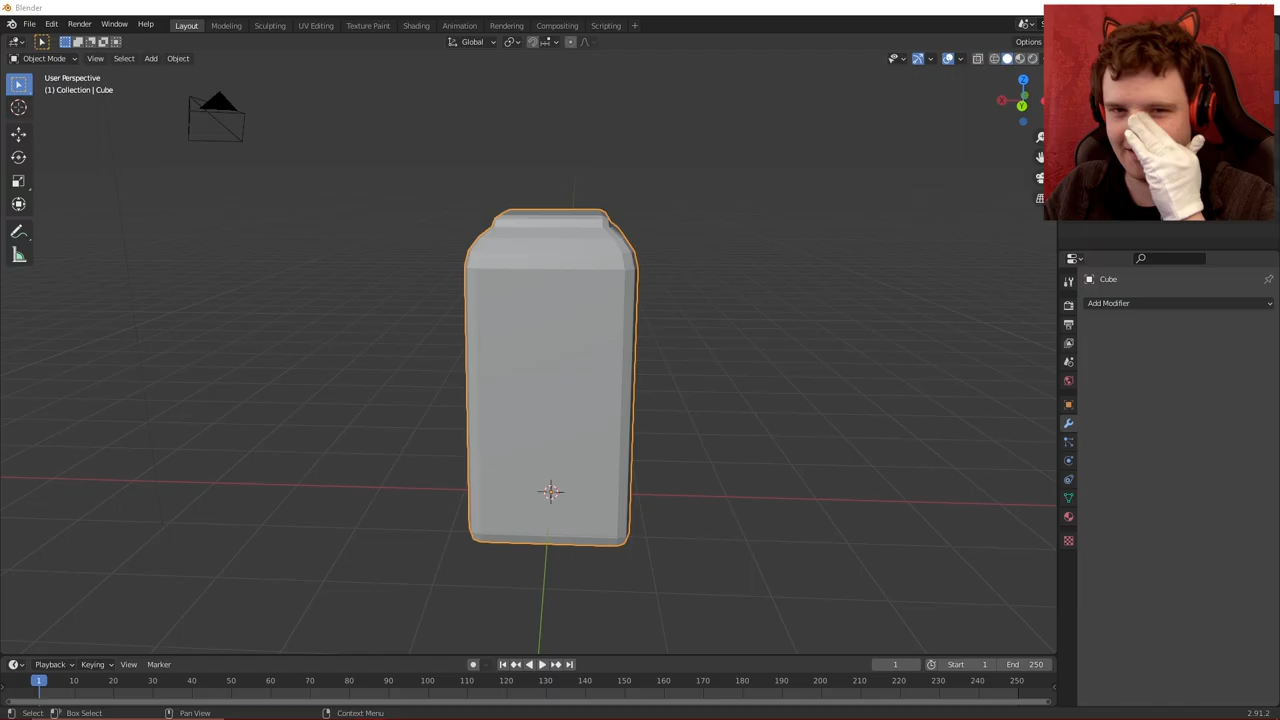 Blender
File Edit Render Window Help Layout Modeling Sculpting UV Editing Texture Paint Shading Animation Rendering Compositing Scripting +
Global Options
Object Mode View Select Add Object
User Perspective
(1) Collection | Cube
Z
X
Y
Cube
Add Modifier
Playback Keying View Marker 1 Start 1 End 250
1 10 20 30 40 50 60 70 80 90 100 110 120 130 140 150 160 170 180 190 200 210 220 230 240 250
Select Box Select Pan View Context Menu 2.91.2